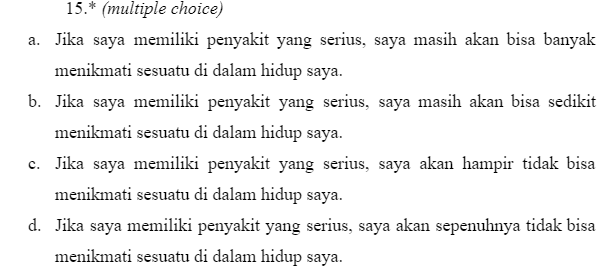 15.* (multiple choice)
a. Jika saya memiliki penyakit yang serius, saya masih akan bisa banyak
menikmati sesuatu di dalam hidup saya.
b. Jika saya memiliki penyakit yang serius, saya masih akan bisa sedikit
menikmati sesuatu di dalam hidup saya.
c. Jika saya memiliki penyakit yang serius, saya akan hampir tidak bisa
menikmati sesuatu di dalam hidup saya.
d. Jika saya memiliki penyakit yang serius, saya akan sepenuhnya tidak bisa
menikmati sesuatu di dalam hidup saya.